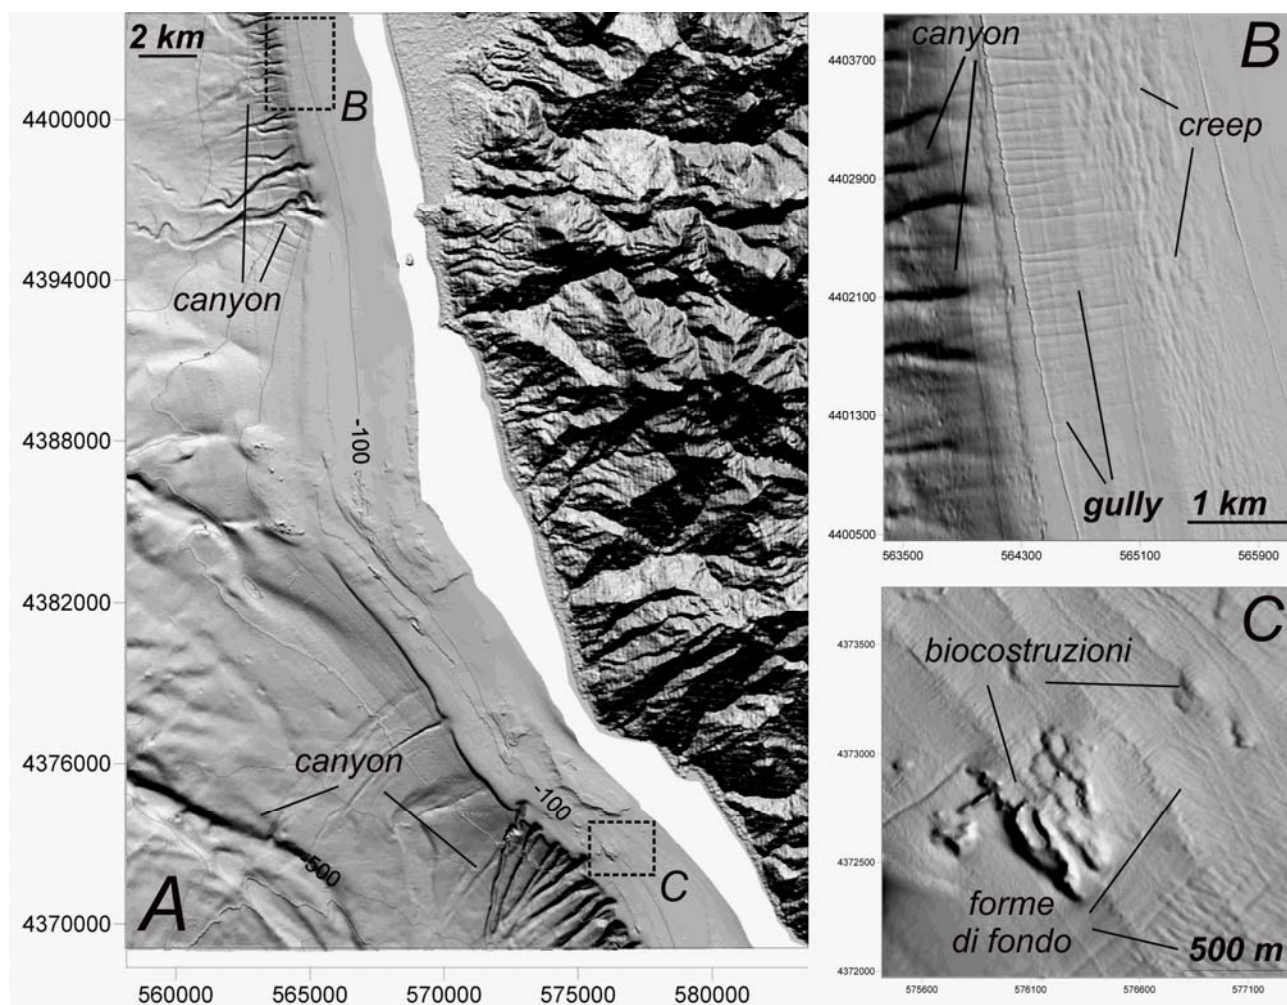 2 km
B
4400000
canyon
4394000
4388000
-100
4382000
canyon
4376000
-100
-500
A
C
4370000
560000 565000 570000 575000 580000
canyon
B
4403700
creep
4402900
4402100
4401300
gully 1 km
4400500
563500 564300 565100 565900
C
4373500
biocostruzioni
4373000
4372500
forme
di fondo
500 m
4372000
575600 576100 576600 577100